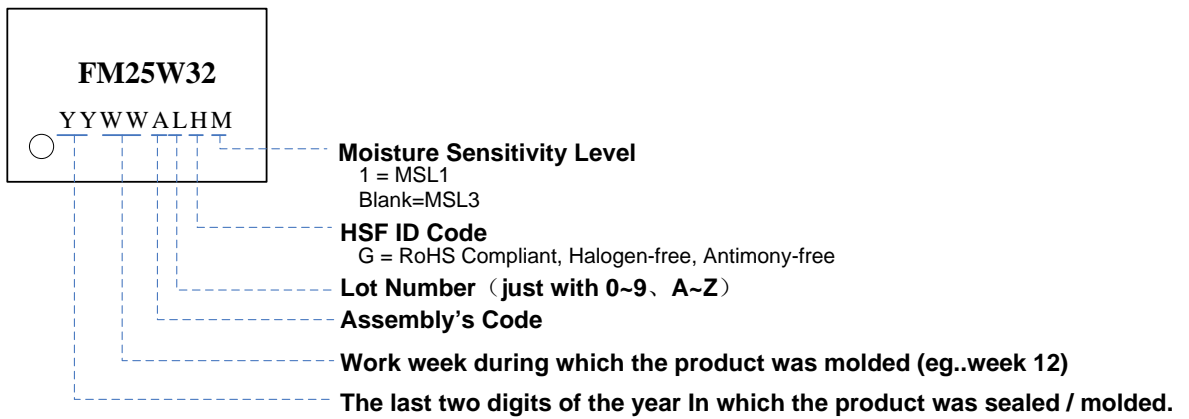 FM25W32
YYWWALHM
Moisture Sensitivity Level
1 = MSL1
Blank=MSL3
HSF ID Code
G = RoHS Compliant, Halogen-free, Antimony-free
Lot Number（just with 0~9、A~Z）
Assembly's Code
Work week during which the product was molded (eg..week 12)
The last two digits of the year In which the product was sealed / molded.